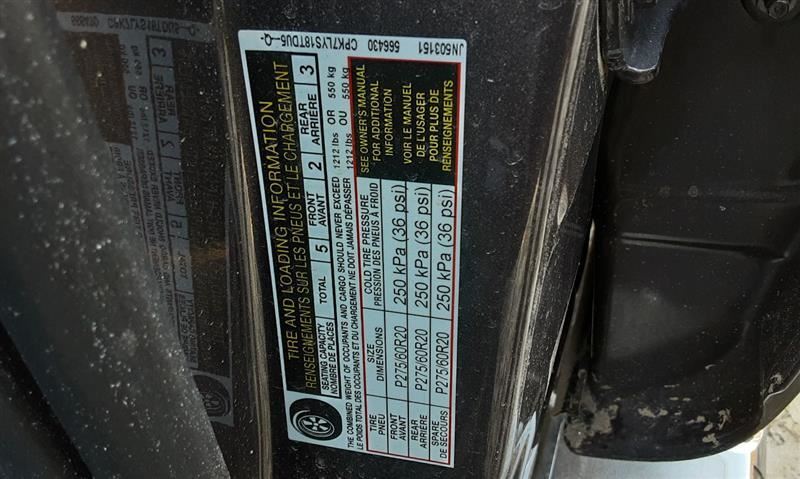 TIRE AND LOADING INFORMATION
RENSEIGNEMENTS SUR LES PNEUS ET LE CHARGEMENT
SEATING CAPACITY
NOMBRE DE PLACES
TOTAL 5 FRONT AVANT 2 REAR ARRIÈRE 3
THE COMBINED WEIGHT OF OCCUPANTS AND CARGO SHOULD NEVER EXCEED 1212 lbs OR 550 kg
LE POIDS TOTAL DES OCCUPANTS ET DU CHARGEMENT NE DOIT JAMAIS DÉPASSER 1212 lbs OU 550 kg
TIRE SIZE COLD TIRE PRESSURE
PNEU DIMENSIONS PRESSION DES PNEUS À FROID
FRONT AVANT P275/60R20 250 kPa (36 psi)
REAR ARRIÈRE P275/60R20 250 kPa (36 psi)
SPARE DE SECOURS P275/60R20 250 kPa (36 psi)
SEE OWNER'S MANUAL
FOR ADDITIONAL
INFORMATION
VOIR LE MANUEL
DE L'USAGER
POUR PLUS DE
RENSEIGNEMENTS
-Q-
CPK7LYS18TDU5-Q-
566430
JN503151